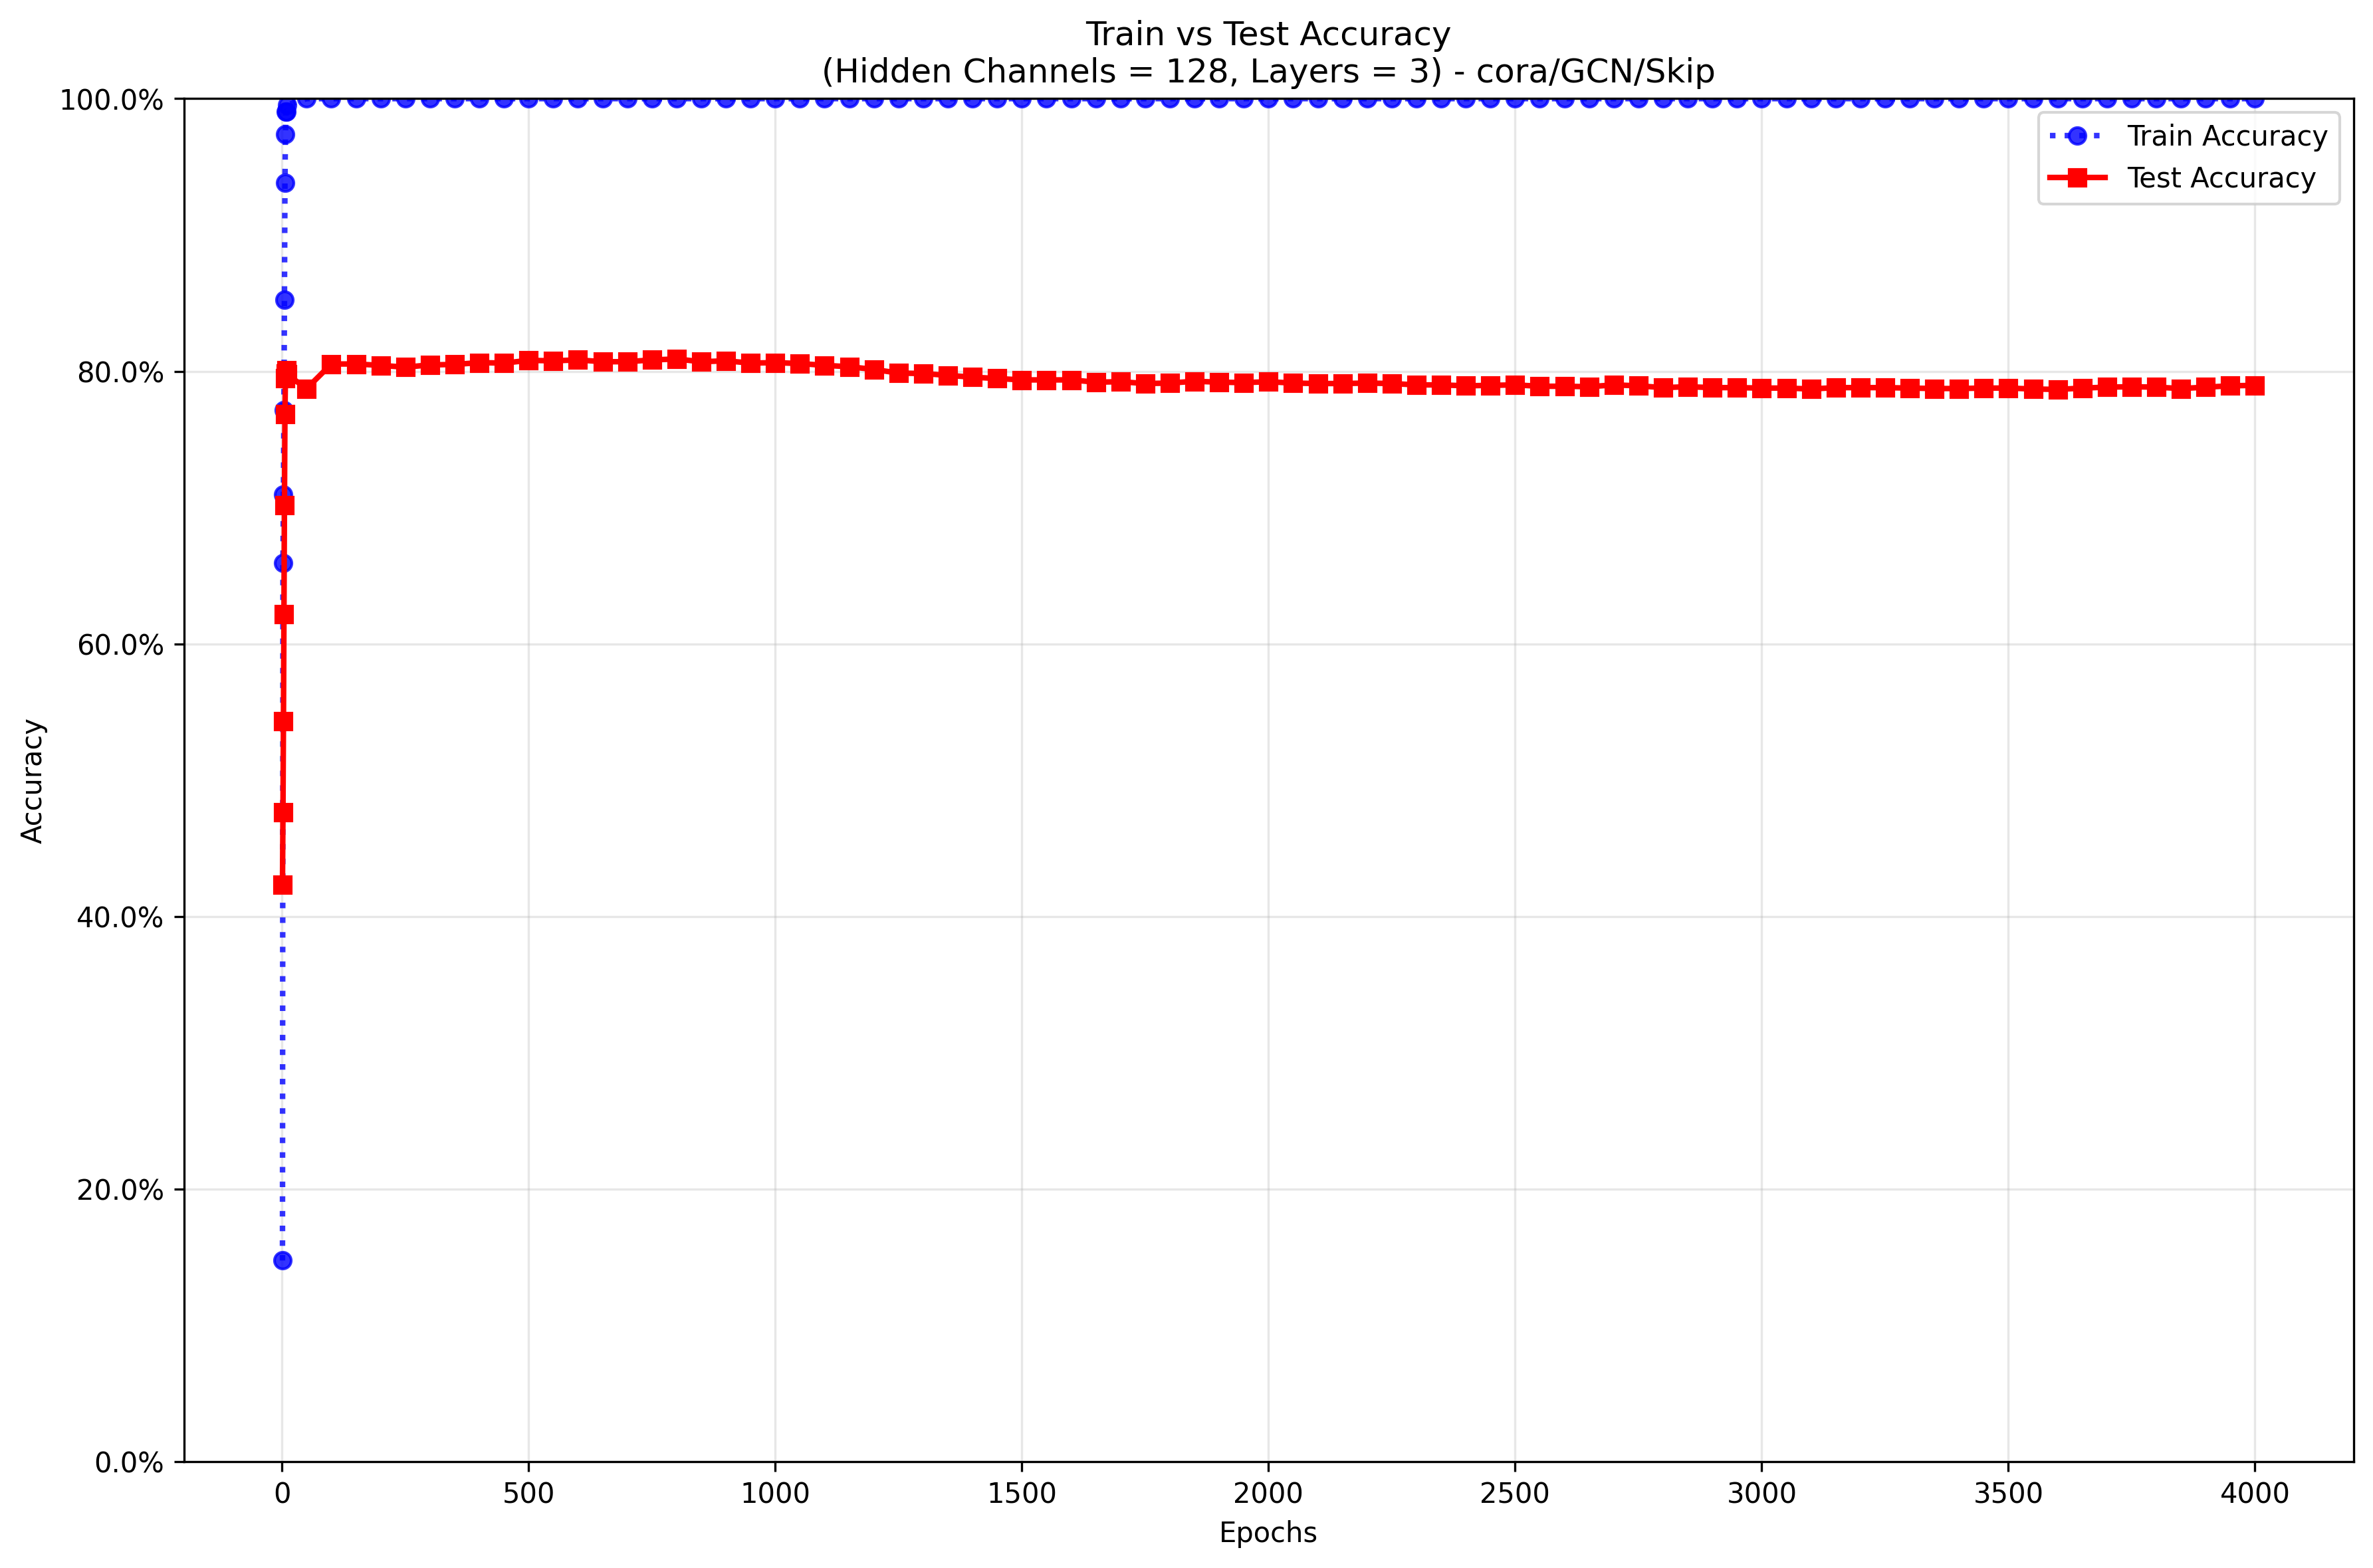 Train vs Test Accuracy
(Hidden Channels = 128, Layers = 3) - cora/GCN/Skip
100.0%
80.0%
60.0%
40.0%
20.0%
0.0%
Accuracy
Train Accuracy
Test Accuracy
0 500 1000 1500 2000 2500 3000 3500 4000
Epochs